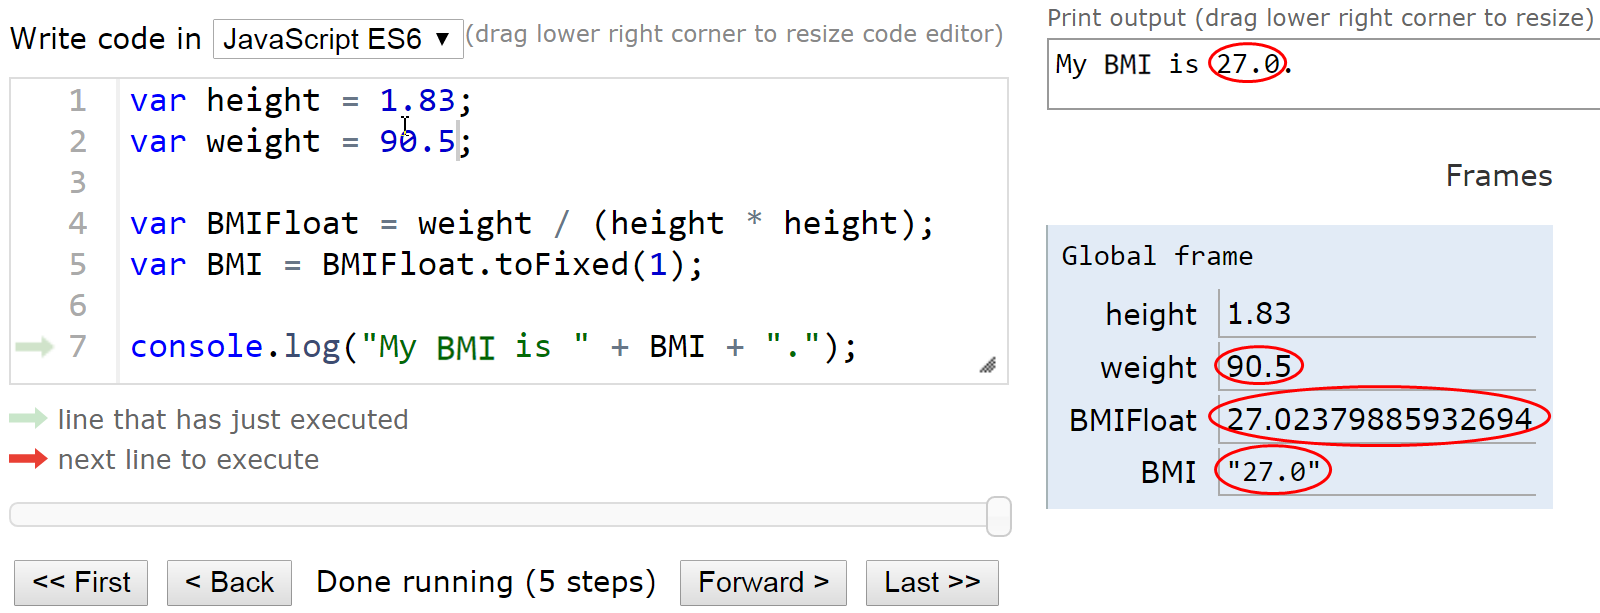 Write code in JavaScript ES6 ▼ (drag lower right corner to resize code editor)
1 var height = 1.83;
2 var weight = 90.5;
3
4 var BMIFloat = weight / (height * height);
5 var BMI = BMIFloat.toFixed(1);
6
7 console.log("My BMI is " + BMI + ".");
line that has just executed
next line to execute
<< First < Back Done running (5 steps) Forward > Last >>
Print output (drag lower right corner to resize)
My BMI is 27.0.
Frames
Global frame
height 1.83
weight 90.5
BMIFloat 27.02379885932694
BMI "27.0"